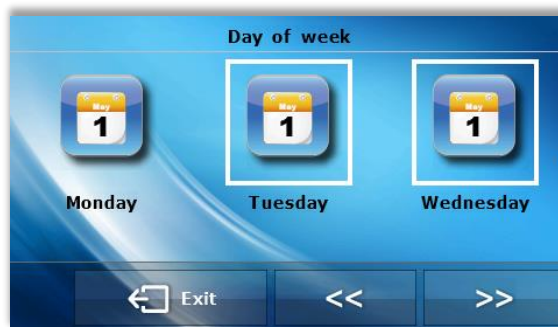 Day of week
May May May
1 1 1
Monday Tuesday Wednesday
Exit << >>